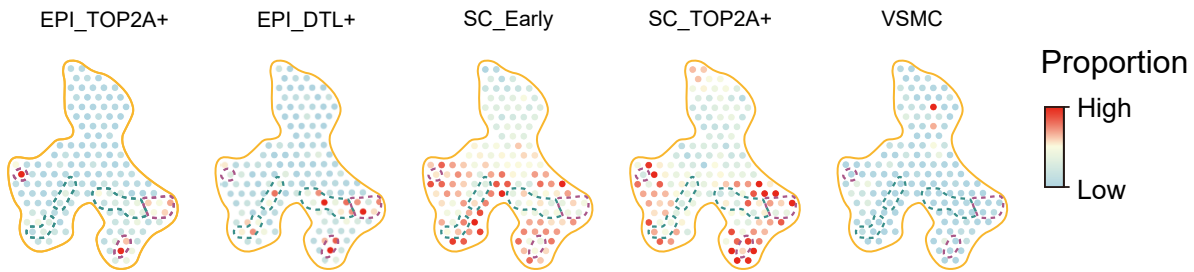 EPI_TOP2A+ EPI_DTL+ SC_Early SC_TOP2A+ VSMC
Proportion
High
Low